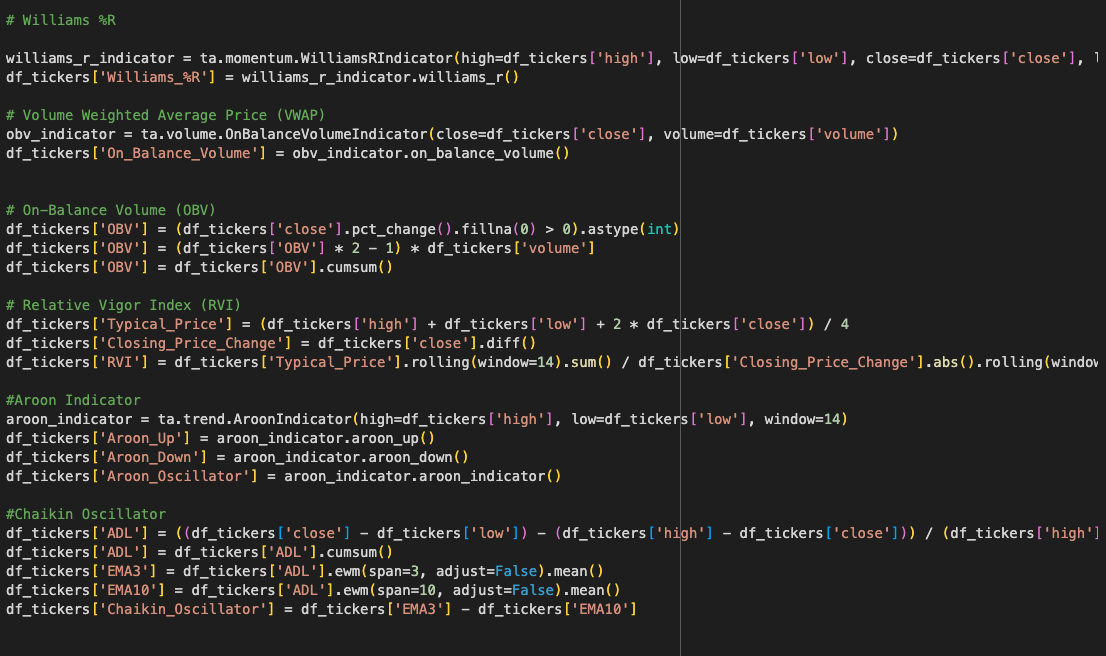 # Williams %R
williams_r_indicator = ta.momentum.WilliamsRIndicator(high=df_tickers['high'], low=df_tickers['low'], close=df_tickers['close'],
df_tickers['Williams_%R'] = williams_r_indicator.williams_r()
# Volume Weighted Average Price (VWAP)
obv_indicator = ta.volume.OnBalanceVolumeIndicator(close=df_tickers['close'], volume=df_tickers['volume'])
df_tickers['On_Balance_Volume'] = obv_indicator.on_balance_volume()
# On-Balance Volume (OBV)
df_tickers['OBV'] = (df_tickers['close'].pct_change().fillna(0) > 0).astype(int)
df_tickers['OBV'] = (df_tickers['OBV'] * 2 - 1) * df_tickers['volume']
df_tickers['OBV'] = df_tickers['OBV'].cumsum()
# Relative Vigor Index (RVI)
df_tickers['Typical_Price'] = (df_tickers['high'] + df_tickers['low'] + 2 * df_tickers['close']) / 4
df_tickers['Closing_Price_Change'] = df_tickers['close'].diff()
df_tickers['RVI'] = df_tickers['Typical_Price'].rolling(window=14).sum() / df_tickers['Closing_Price_Change'].abs().rolling(window
#Aroon Indicator
aroon_indicator = ta.trend.AroonIndicator(high=df_tickers['high'], low=df_tickers['low'], window=14)
df_tickers['Aroon_Up'] = aroon_indicator.aroon_up()
df_tickers['Aroon_Down'] = aroon_indicator.aroon_down()
df_tickers['Aroon_Oscillator'] = aroon_indicator.aroon_indicator()
#Chaikin Oscillator
df_tickers['ADL'] = ((df_tickers['close'] - df_tickers['low']) - (df_tickers['high'] - df_tickers['close'])) / (df_tickers['high']
df_tickers['ADL'] = df_tickers['ADL'].cumsum()
df_tickers['EMA3'] = df_tickers['ADL'].ewm(span=3, adjust=False).mean()
df_tickers['EMA10'] = df_tickers['ADL'].ewm(span=10, adjust=False).mean()
df_tickers['Chaikin_Oscillator'] = df_tickers['EMA3'] - df_tickers['EMA10']